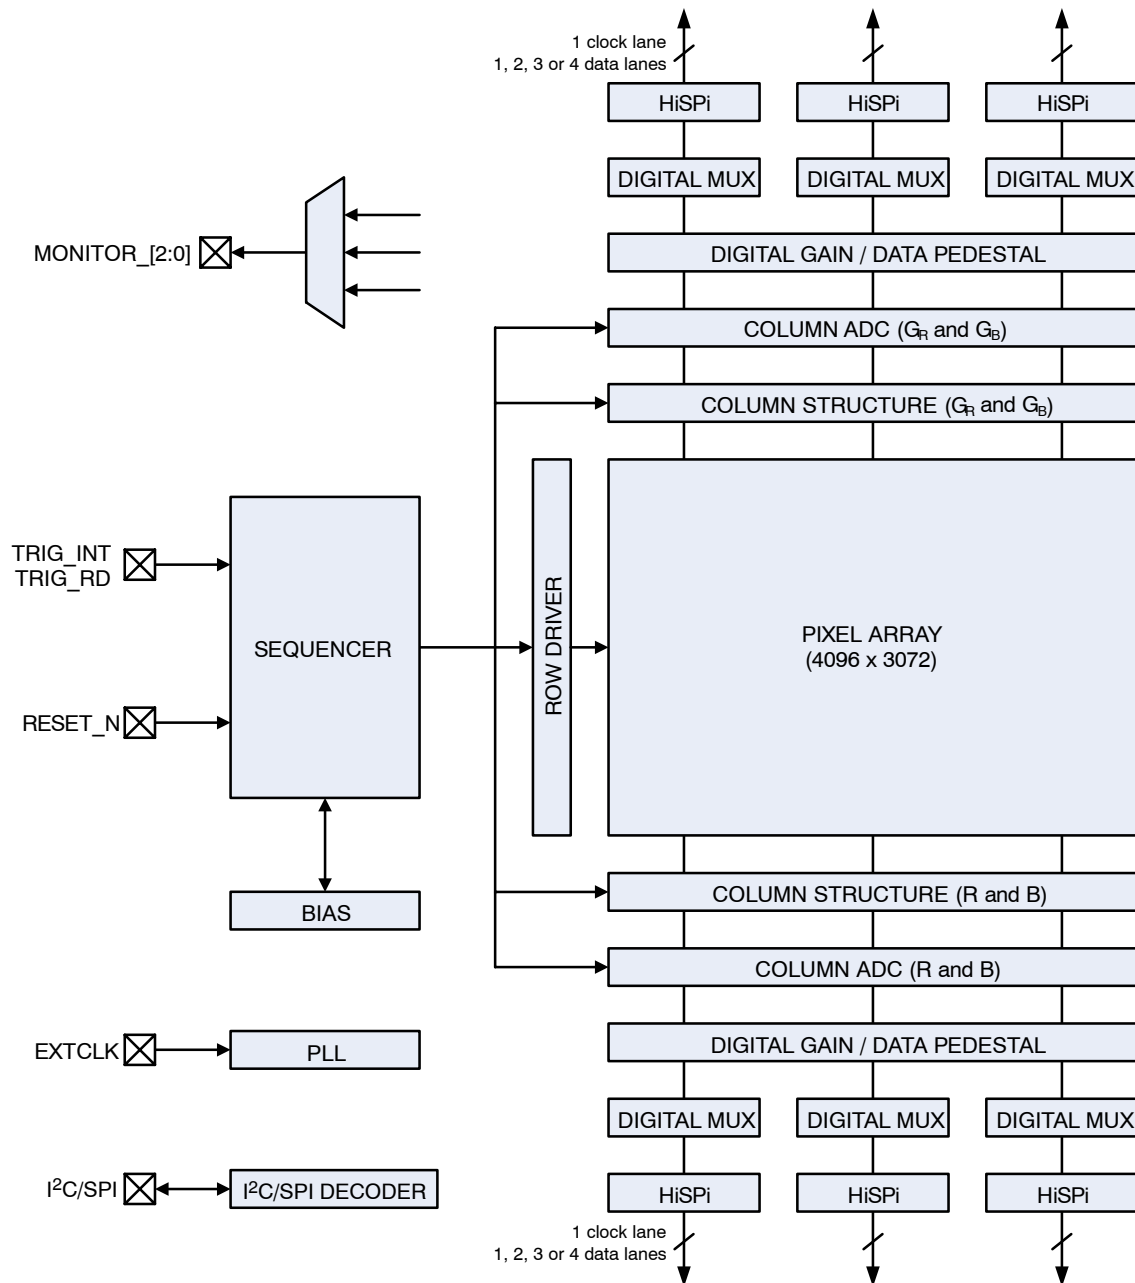 1 clock lane
1, 2, 3 or 4 data lanes
HiSPi HiSPi HiSPi
DIGITAL MUX DIGITAL MUX DIGITAL MUX
MONITOR_[2:0]
DIGITAL GAIN / DATA PEDESTAL
COLUMN ADC (GR and GB)
COLUMN STRUCTURE (GR and GB)
TRIG_INT
TRIG_RD
SEQUENCER
ROW DRIVER
PIXEL ARRAY
(4096 x 3072)
RESET_N
COLUMN STRUCTURE (R and B)
BIAS
COLUMN ADC (R and B)
EXTCLK
PLL
DIGITAL GAIN / DATA PEDESTAL
DIGITAL MUX DIGITAL MUX DIGITAL MUX
I²C/SPI
I²C/SPI DECODER
HiSPi HiSPi HiSPi
1 clock lane
1, 2, 3 or 4 data lanes